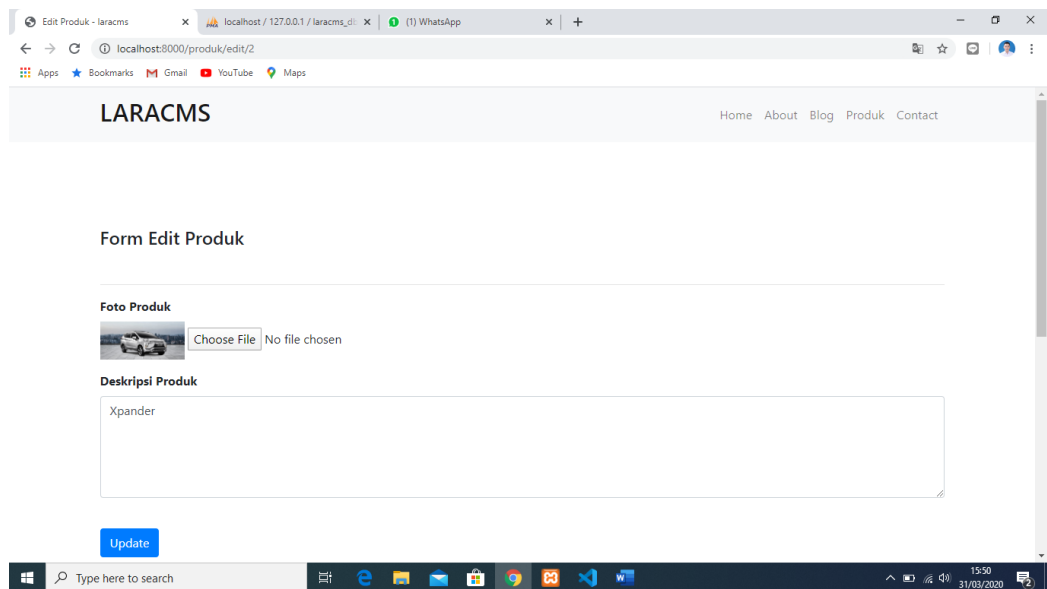 Edit Produk - laracms
localhost / 127.0.0.1 / laracms_db
(1) WhatsApp
localhost:8000/produk/edit/2
Apps Bookmarks Gmail YouTube Maps
LARACMS
Home About Blog Produk Contact
Form Edit Produk
Foto Produk
Choose File No file chosen
Deskripsi Produk
Xpander
Update
Type here to search
15:50
31/03/2020